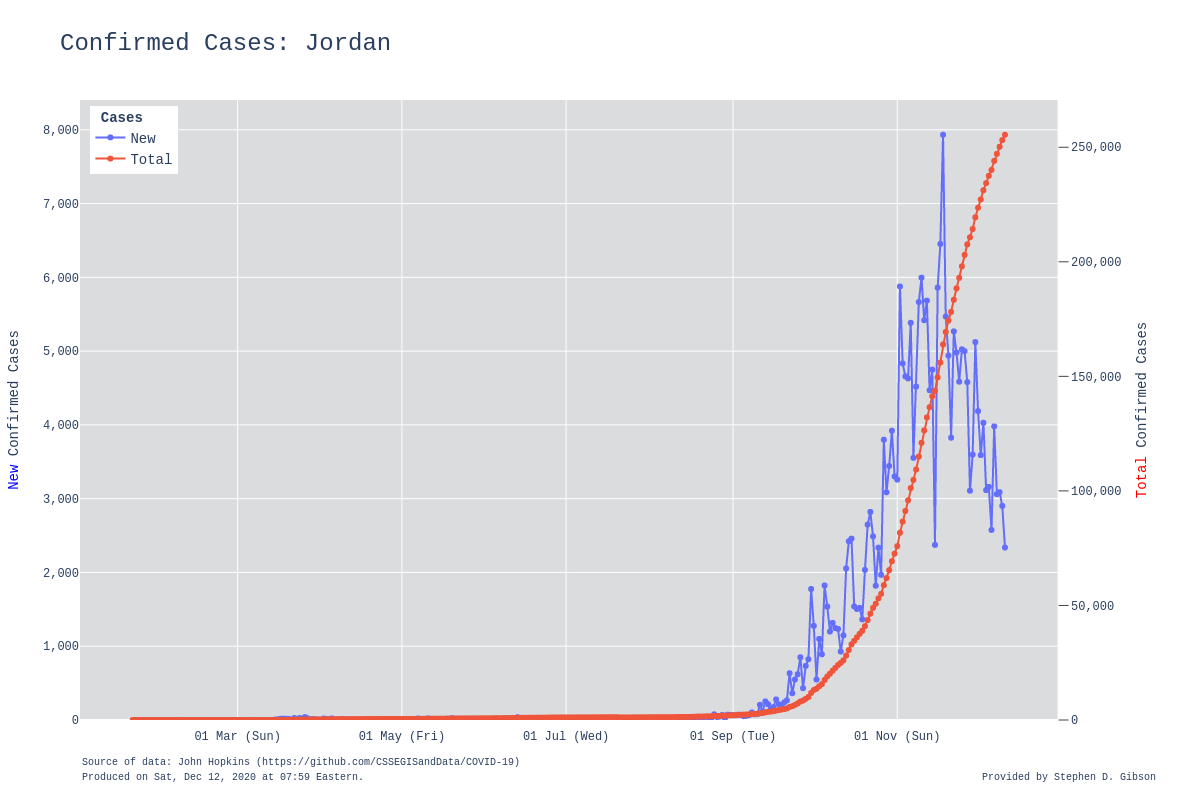 Confirmed Cases: Jordan
Cases
New
Total
8,000
7,000
6,000
5,000
4,000
3,000
2,000
1,000
0
New Confirmed Cases
250,000
200,000
150,000
100,000
50,000
0
Total Confirmed Cases
01 Mar (Sun)
01 May (Fri)
01 Jul (Wed)
01 Sep (Tue)
01 Nov (Sun)
Source of data: John Hopkins (https://github.com/CSSEGISandData/COVID-19)
Produced on Sat, Dec 12, 2020 at 07:59 Eastern.
Provided by Stephen D. Gibson